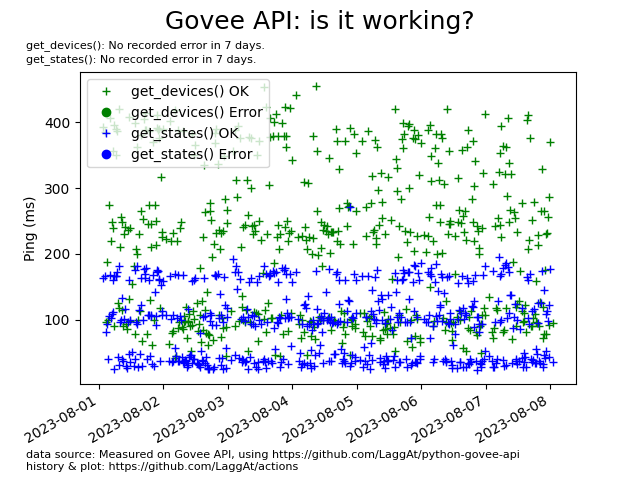 Govee API: is it working?
get_devices(): No recorded error in 7 days.
get_states(): No recorded error in 7 days.
get_devices() OK
get_devices() Error
get_states() OK
get_states() Error
400
300
200
100
Ping (ms)
2023-08-01
2023-08-02
2023-08-03
2023-08-04
2023-08-05
2023-08-06
2023-08-07
2023-08-08
data source: Measured on Govee API, using https://github.com/LaggAt/python-govee-api
history & plot: https://github.com/LaggAt/actions